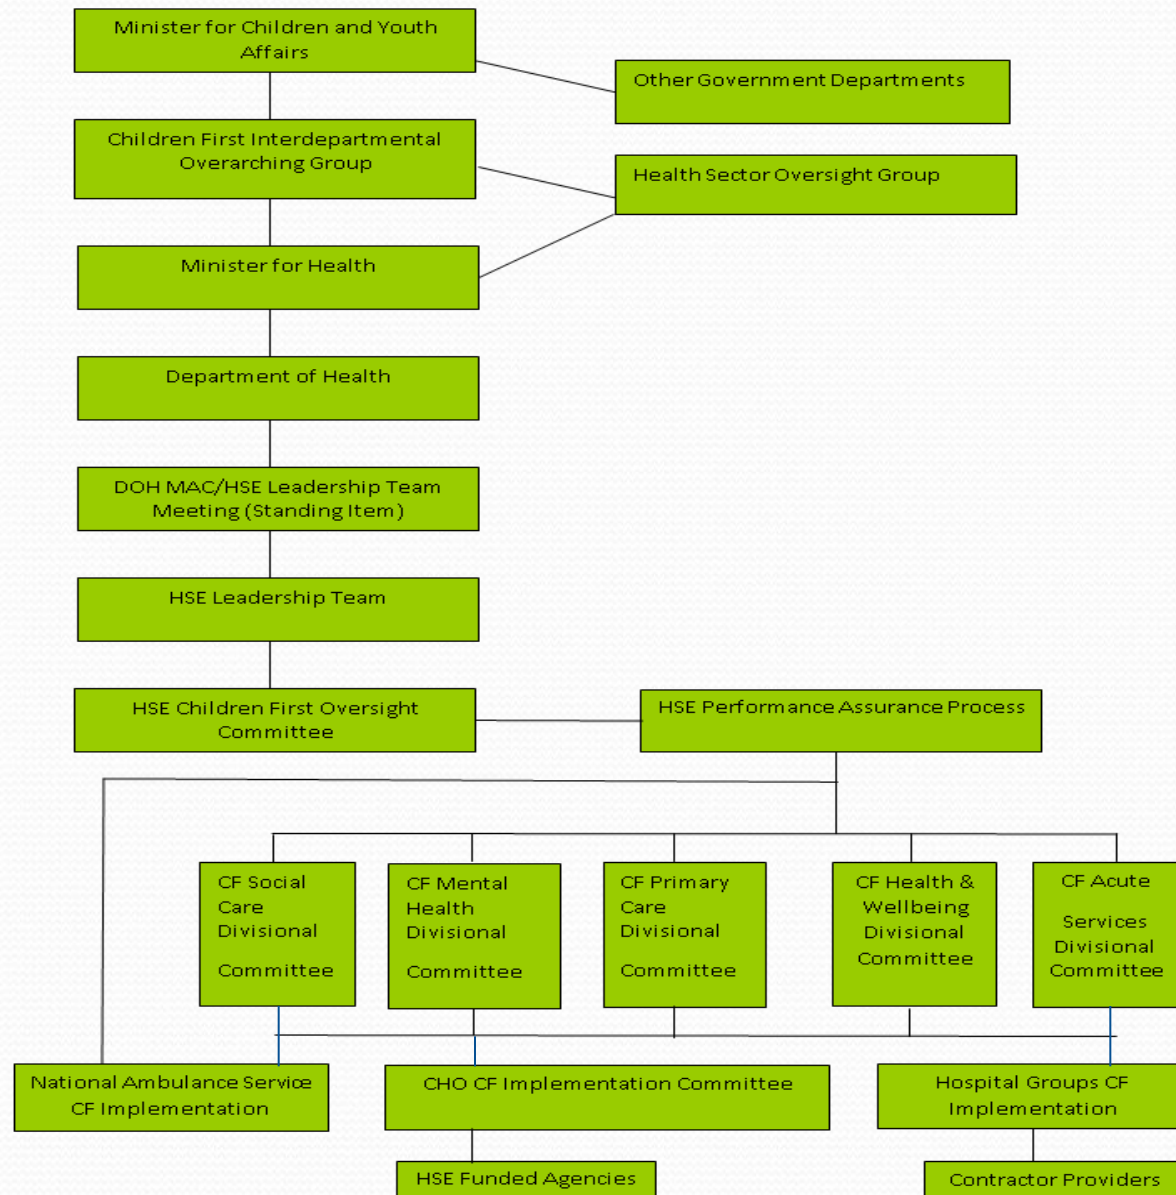 Minister for Children and Youth
Affairs
Other Government Departments
Children First Interdepartmental
Overarching Group
Health Sector Oversight Group
Minister for Health
Department of Health
DOH MAC/HSE Leadership Team
Meeting (Standing Item)
HSE Leadership Team
HSE Children First Oversight
Committee
HSE Performance Assurance Process
CF Social
Care
Divisional
Committee
CF Mental
Health
Divisional
Committee
CF Primary
Care
Divisional
Committee
CF Health &
Wellbeing
Divisional
Committee
CF Acute
Services
Divisional
Committee
National Ambulance Service
CF Implementation
CHO CF Implementation Committee
Hospital Groups CF
Implementation
HSE Funded Agencies
Contractor Providers